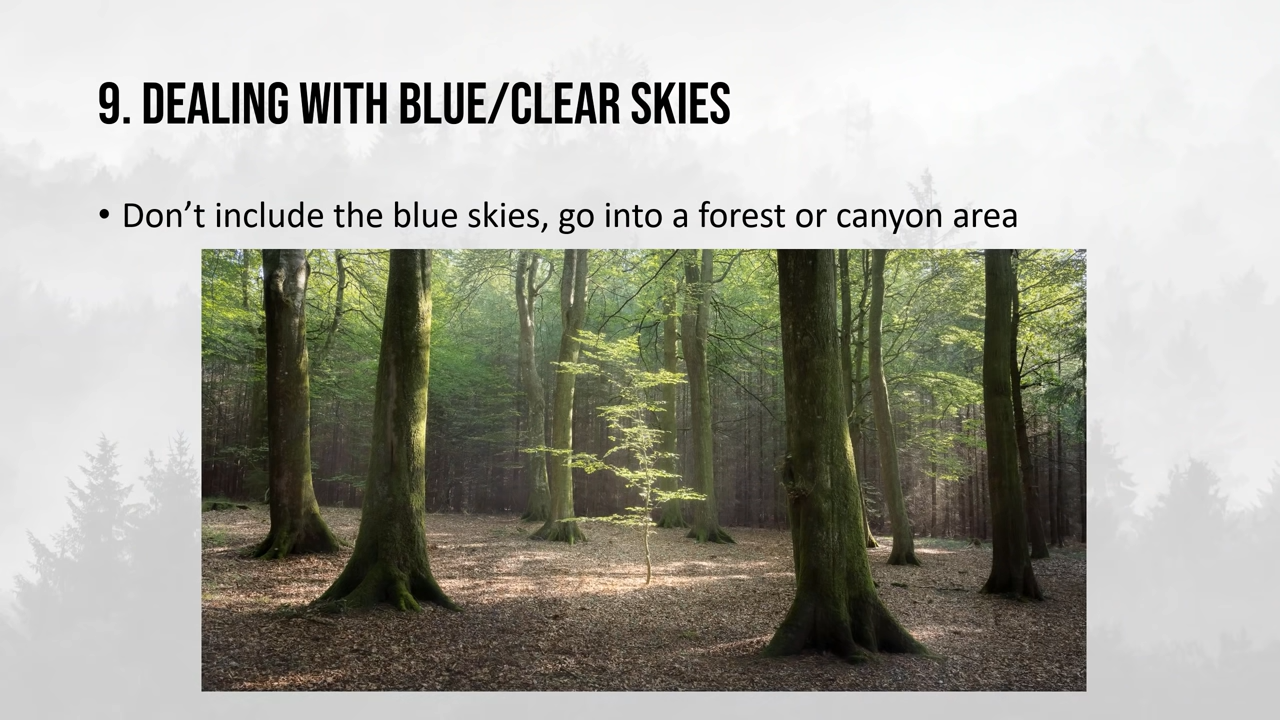 9. DEALING WITH BLUE/CLEAR SKIES
• Don’t include the blue skies, go into a forest or canyon area